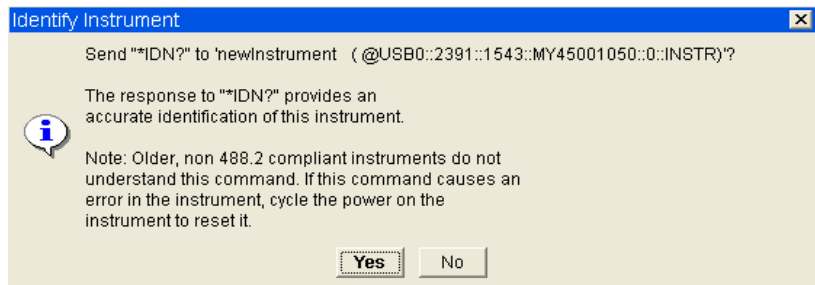 Identify Instrument
Send "*IDN?" to 'newInstrument ( @USB0::2391::1543::MY45001050::0::INSTR)'?
The response to "*IDN?" provides an
accurate identification of this instrument.
Note: Older, non 488.2 compliant instruments do not
understand this command. If this command causes an
error in the instrument, cycle the power on the
instrument to reset it.
Yes No